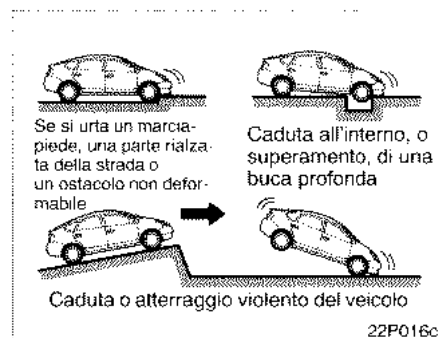 Se si urta un marcia-
piede, una parte rialza-
ta della strada o
un ostacolo non defor-
mabile
Caduta all'interno, o
superamento, di una
buca profonda
Caduta o atterraggio violento del veicolo
22P016c